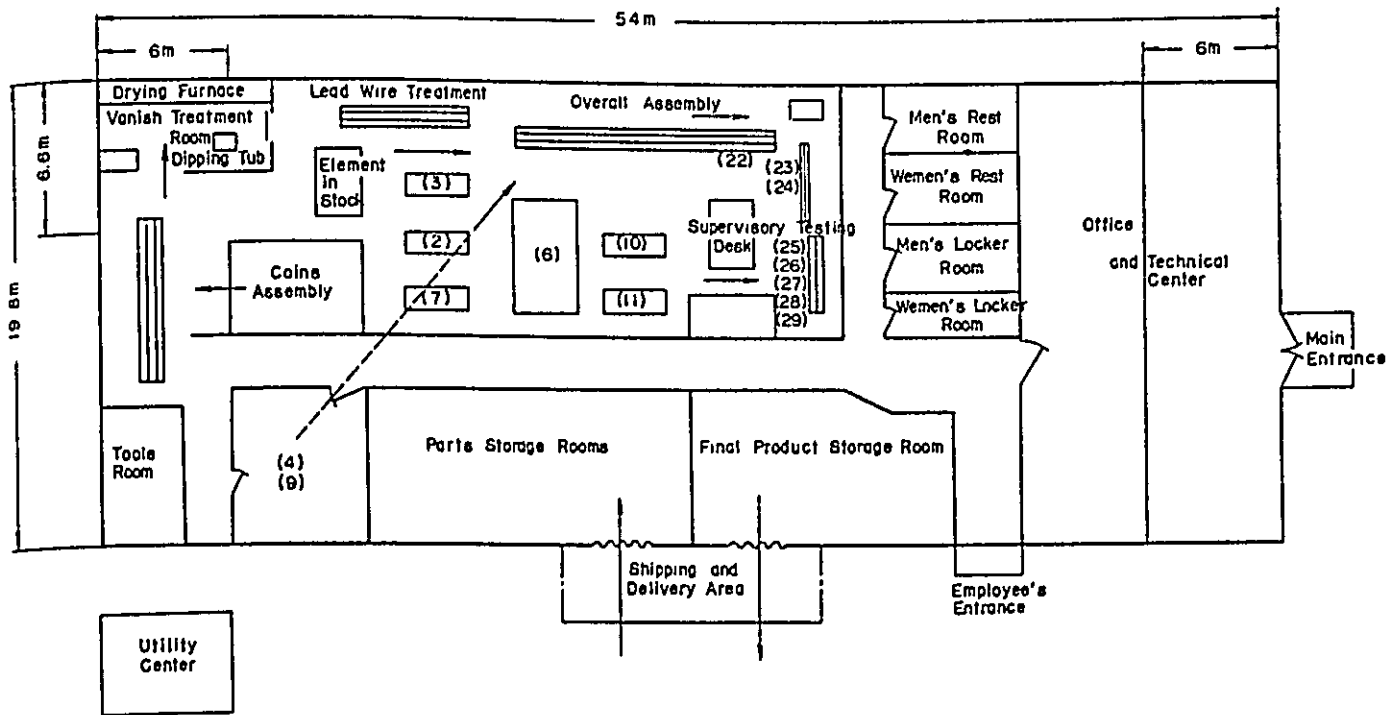 54m
6m
6m
6.6m
19 8m
Drying Furnace
Vanish Treatment
Room
Dipping Tub
Lead Wire Treatment
Overall Assembly
Element
In
Stock
(3)
(2)
(7)
(6)
(10)
(11)
(22)
(23)
(24)
Supervisory Testing
Desk
(25)
(26)
(27)
(28)
(29)
Coine
Assembly
Men's Rest
Room
Wemen's Rest
Room
Men's Locker
Room
Women's Locker
Room
Office
and Technical
Center
Main
Entrance
Tools
Room
(4)
(9)
Parts Storage Rooms
Final Product Storage Room
Shipping and
Delivery Area
Employee's
Entrance
Utility
Center